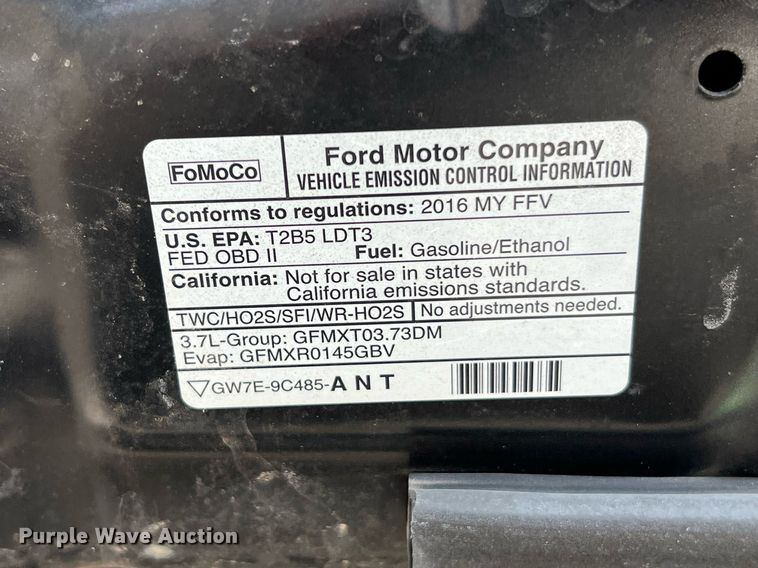 FoMoCo
Ford Motor Company
VEHICLE EMISSION CONTROL INFORMATION
Conforms to regulations: 2016 MY FFV
U.S. EPA: T2B5 LDT3
FED OBD II Fuel: Gasoline/Ethanol
California: Not for sale in states with
California emissions standards.
TWC/HO2S/SFI/WR-HO2S No adjustments needed.
3.7L-Group: GFMXT03.73DM
Evap: GFMXR0145GBV
GW7E-9C485-A N T
Purple Wave Auction